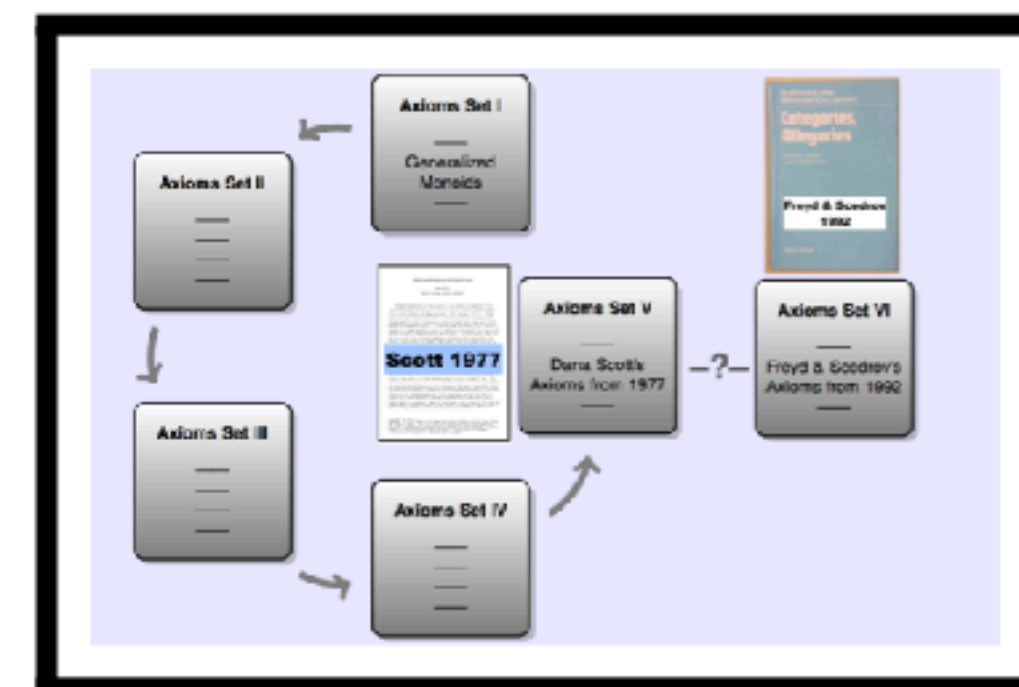 Axioms Set I
Generalized
Monoids
Axioms Set II
Categories,
Allegories
Freyd & Scedrov
1992
Scott 1977
Axioms Set V
Dana Scott's
Axioms from 1977
–?–
Axioms Set VI
Freyd & Scedrov's
Axioms from 1992
Axioms Set III
Axioms Set IV